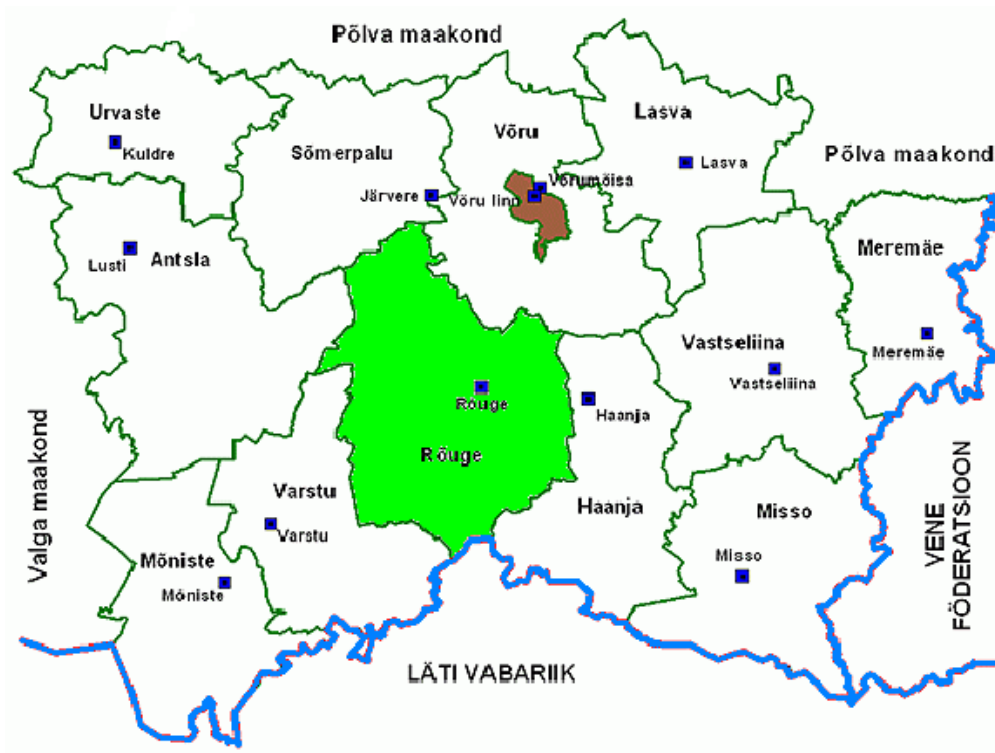 Põlva maakond
Urvaste
Kuldre
Sõmerpalu
Võru
Lasva
Lasva
Põlva maakond
Järvere
Võru linn
Võrumõisa
Antsla
Lusti
Meremäe
Meremäe
Vastseliina
Vastseliina
Rõuge
Rõuge
Haanja
Haanja
Varstu
Varstu
Misso
Misso
Mõniste
Mõniste
Valga maakond
VENE
FÖDERATSIOON
LÄTI VABARIIK